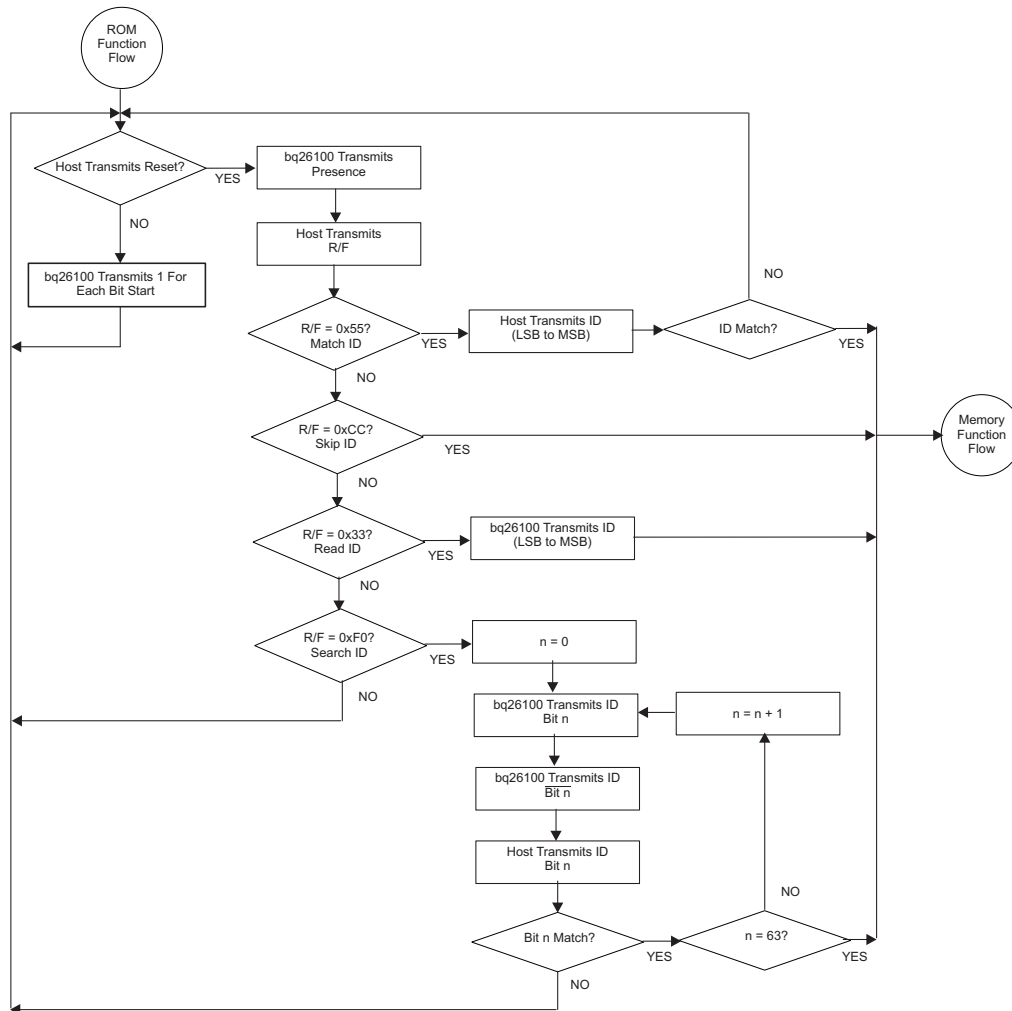 ROM
Function
Flow
Host Transmits Reset?
YES
bq26100 Transmits
Presence
NO
Host Transmits
R/F
bq26100 Transmits 1 For
Each Bit Start
NO
R/F = 0x55?
Match ID
YES
Host Transmits ID
(LSB to MSB)
ID Match?
YES
NO
R/F = 0xCC?
Skip ID
YES
Memory
Function
Flow
NO
R/F = 0x33?
Read ID
YES
bq26100 Transmits ID
(LSB to MSB)
NO
R/F = 0xF0?
Search ID
YES
n = 0
NO
bq26100 Transmits ID
Bit n
n = n + 1
bq26100 Transmits ID
Bit n
Host Transmits ID
Bit n
NO
Bit n Match?
YES
n = 63?
YES
NO